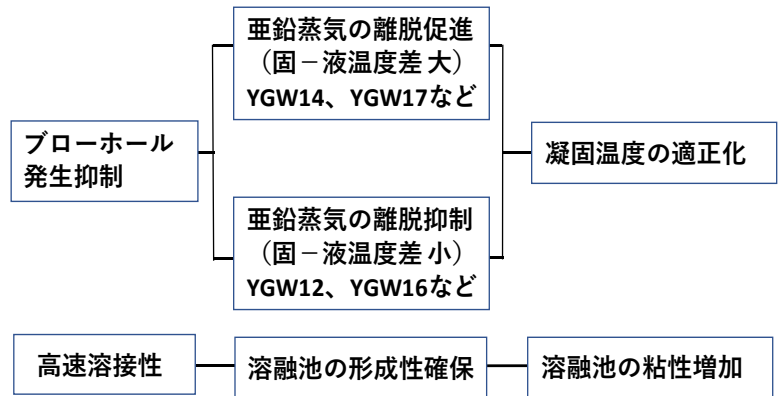 亜鉛蒸気の離脱促進
（固－液温度差 大）
YGW14、YGW17など
ブローホール
発生抑制
凝固温度の適正化
亜鉛蒸気の離脱抑制
（固－液温度差 小）
YGW12、YGW16など
高速溶接性
溶融池の形成性確保
溶融池の粘性増加